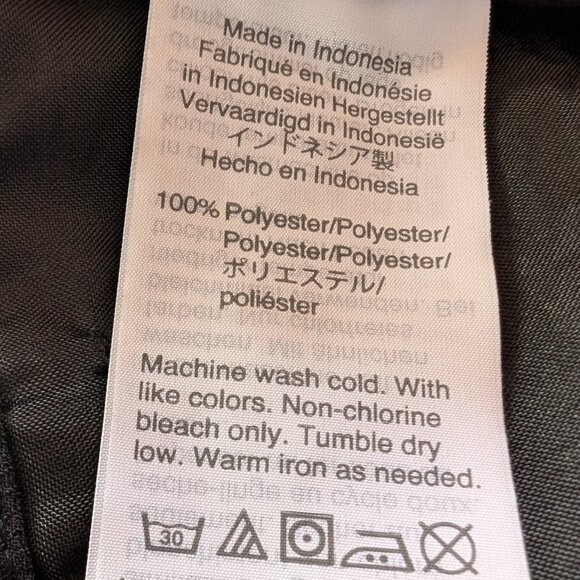 Made in Indonesia
Fabriqué en Indonésie
in Indonesien Hergestellt
Vervaardigd in Indonesië
インドネシア製
Hecho en Indonesia
100% Polyester/Polyester/
Polyester/Polyester/
ポリエステル/
poliéster
Machine wash cold. With
like colors. Non-chlorine
bleach only. Tumble dry
low. Warm iron as needed.
30